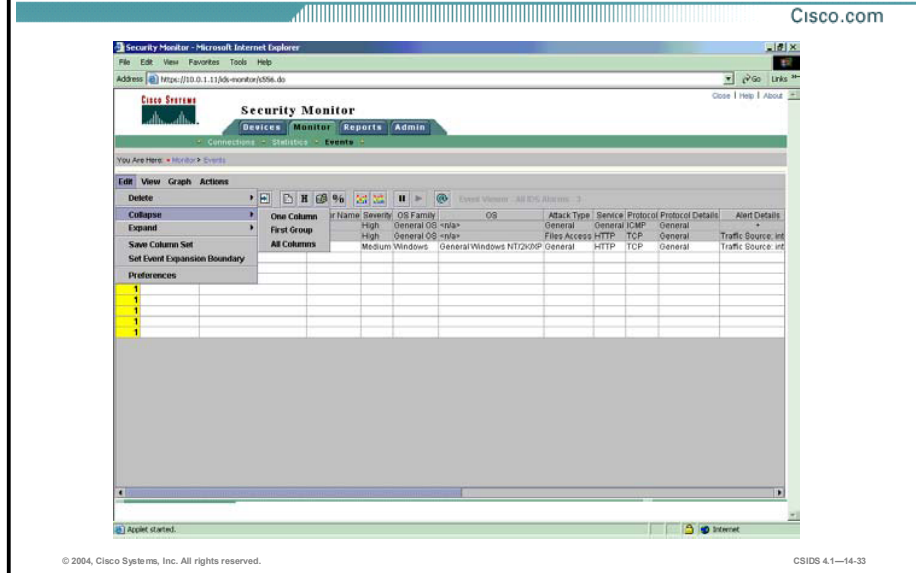 Cisco.com
Security Monitor - Microsoft Internet Explorer
File Edit View Favorites Tools Help
Address https://10.0.1.11/ids-monitor/s556.do Go Links »
Cisco Systems
Close | Help | About
Security Monitor
Devices Monitor Reports Admin
Connections Statistics Events
You Are Here: Monitor > Events
Edit View Graph Actions
Delete
Event Viewer All IDS Alarms 3
Collapse
One Column
First Group
All Columns
Expand
Save Column Set
Set Event Expansion Boundary
Preferences
r Name Severity OS Family OS Attack Type Service Protocol Protocol Details Alert Details
High General OS <n/a> General General ICMP General
High General OS <n/a> Files Access HTTP TCP General Traffic Source: int
Medium Windows General Windows NT/2K/XP General HTTP TCP General Traffic Source: int
1
1
1
1
1
Applet started.
Internet
© 2004, Cisco Systems, Inc. All rights reserved.
CSIDS 4.1—14-33